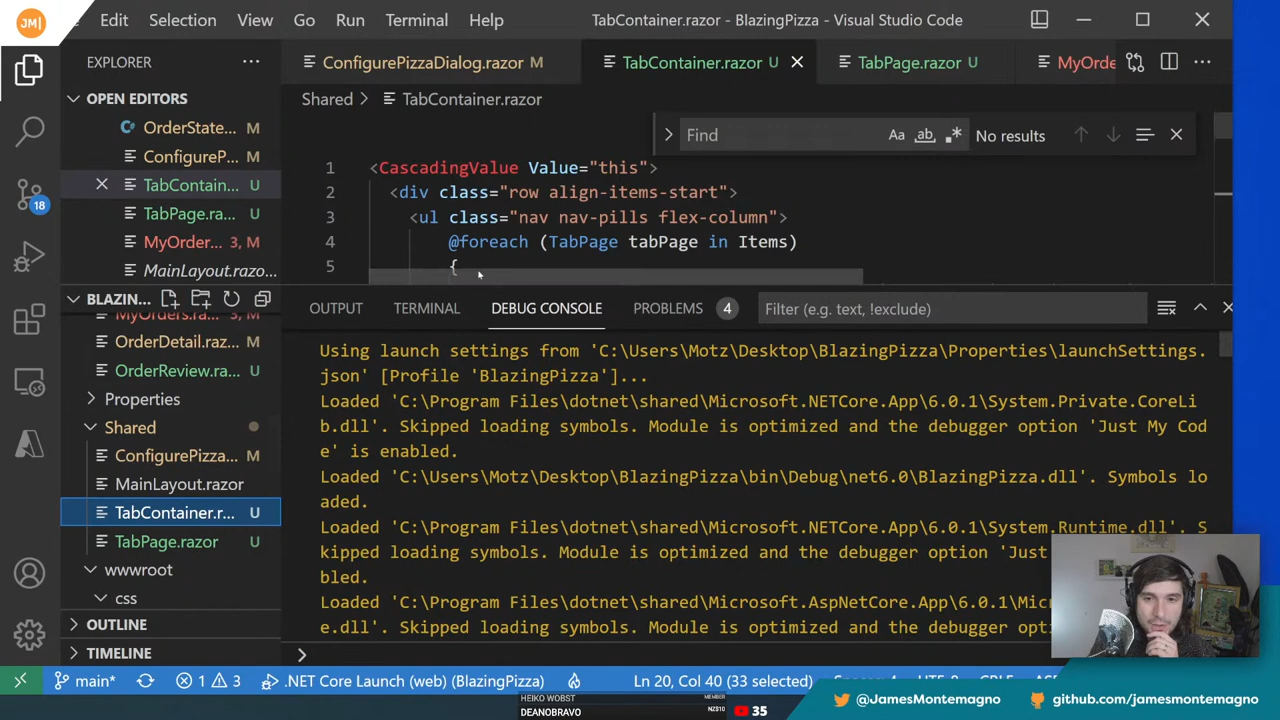 JM|
Edit Selection View Go Run Terminal Help
TabContainer.razor - BlazingPizza - Visual Studio Code
EXPLORER
OPEN EDITORS
OrderState... M
ConfigureP... M
TabContain... U
TabPage.ra... U
MyOrder... 3, M
MainLayout.razo...
BLAZIN...
MyOrders.ra... 3, M
OrderDetail.raz... U
OrderReview.ra... U
Properties
Shared
ConfigurePizza... M
MainLayout.razor
TabContainer.r... U
TabPage.razor U
wwwroot
css
OUTLINE
TIMELINE
18
ConfigurePizzaDialog.razor M
TabContainer.razor U
TabPage.razor U
MyOrde
Shared > TabContainer.razor
Find
Aa ab .*
No results
1 <CascadingValue Value="this">
2 <div class="row align-items-start">
3 <ul class="nav nav-pills flex-column">
4 @foreach (TabPage tabPage in Items)
5 {
OUTPUT TERMINAL DEBUG CONSOLE PROBLEMS 4
Filter (e.g. text, !exclude)
Using launch settings from 'C:\Users\Motz\Desktop\BlazingPizza\Properties\launchSettings.
json' [Profile 'BlazingPizza']...
Loaded 'C:\Program Files\dotnet\shared\Microsoft.NETCore.App\6.0.1\System.Private.CoreLi
b.dll'. Skipped loading symbols. Module is optimized and the debugger option 'Just My Cod
e' is enabled.
Loaded 'C:\Users\Motz\Desktop\BlazingPizza\bin\Debug\net6.0\BlazingPizza.dll'. Symbols lo
aded.
Loaded 'C:\Program Files\dotnet\shared\Microsoft.NETCore.App\6.0.1\System.Runtime.dll'. S
kipped loading symbols. Module is optimized and the debugger option 'Just
bled.
Loaded 'C:\Program Files\dotnet\shared\Microsoft.AspNetCore.App\6.0.1\Mic
e.dll'. Skipped loading symbols. Module is optimized and the debugger opt
>
main* 1 3 .NET Core Launch (web) (BlazingPizza) Ln 20, Col 40 (33 selected)
HEIKO WOBST MEMBER
DEANOBRAVO NZ$10
35
@JamesMontemagno
github.com/jamesmontemagno